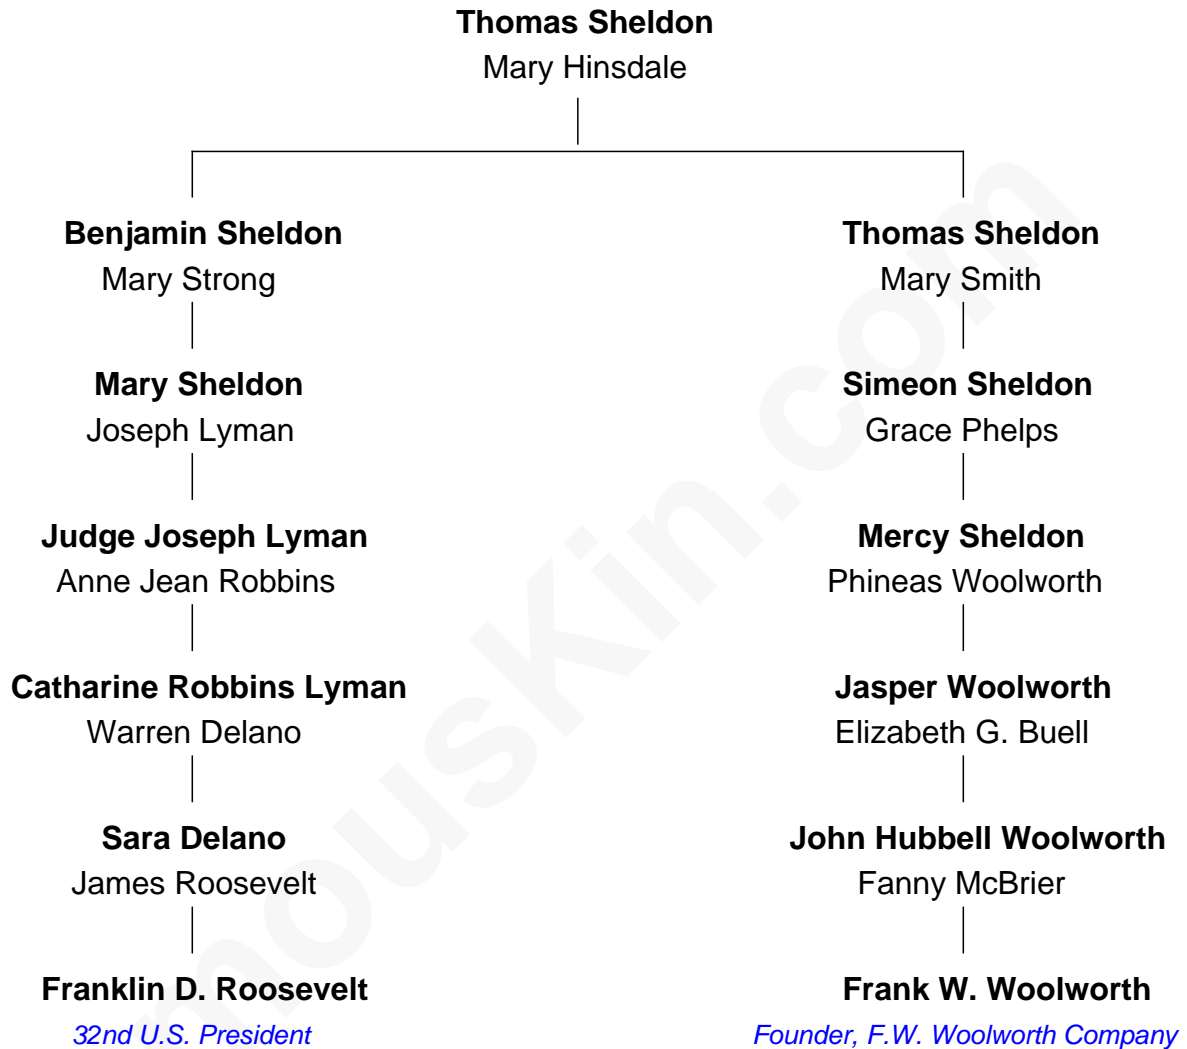 Thomas Sheldon
Mary Hinsdale
Benjamin Sheldon
Mary Strong
Thomas Sheldon
Mary Smith
Mary Sheldon
Joseph Lyman
Simeon Sheldon
Grace Phelps
Judge Joseph Lyman
Anne Jean Robbins
Mercy Sheldon
Phineas Woolworth
Catharine Robbins Lyman
Warren Delano
Jasper Woolworth
Elizabeth G. Buell
Sara Delano
James Roosevelt
John Hubbell Woolworth
Fanny McBrier
Franklin D. Roosevelt
32nd U.S. President
Frank W. Woolworth
Founder, F.W. Woolworth Company
mousKin.com